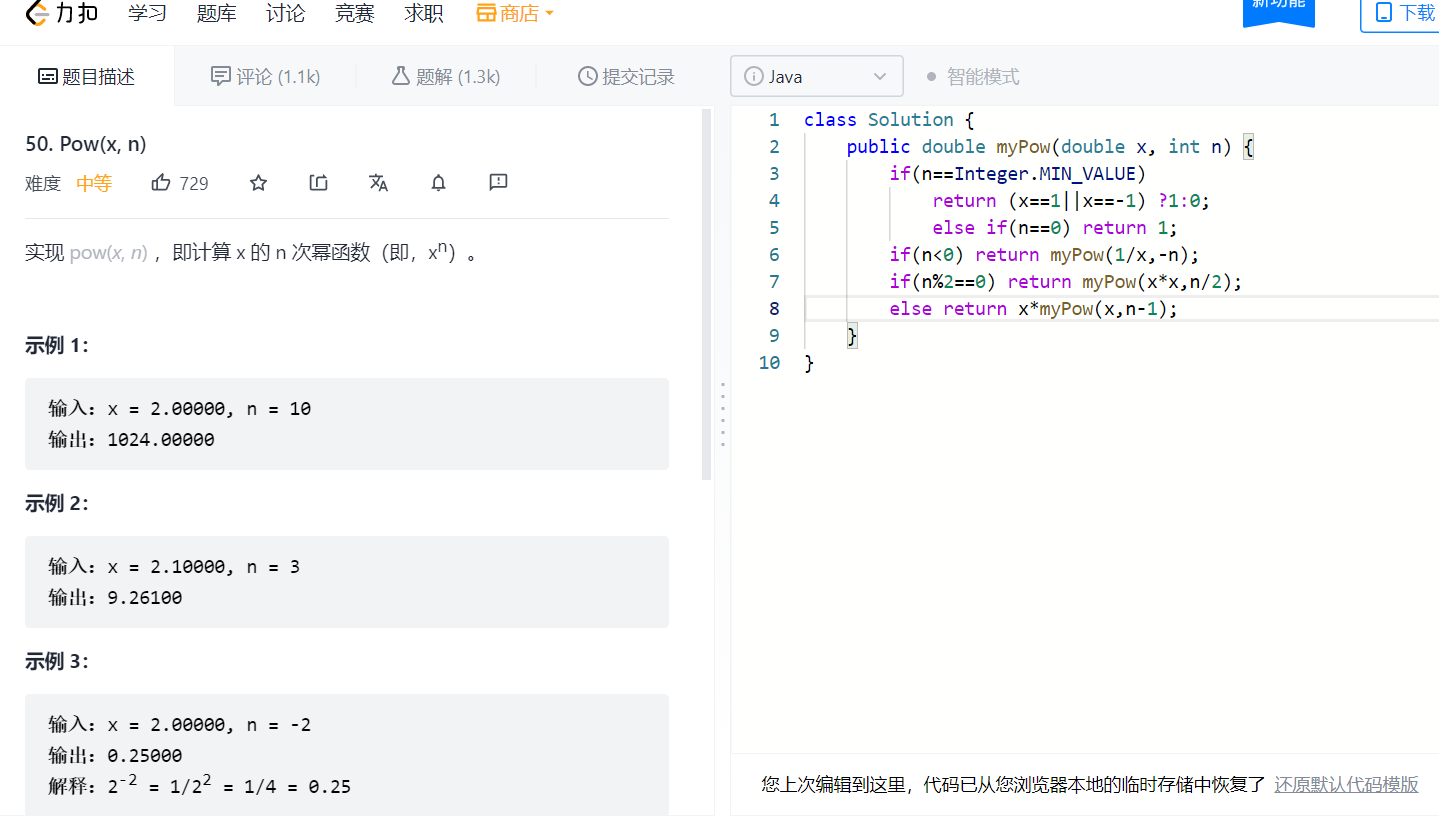 力扣 学习 题库 讨论 竞赛 求职 商店 新功能 下载
题目描述 评论 (1.1k) 题解 (1.3k) 提交记录 Java 智能模式
50. Pow(x, n)
难度 中等 729
实现 pow(x, n) ，即计算 x 的 n 次幂函数（即，xⁿ）。
示例 1：
输入：x = 2.00000, n = 10
输出：1024.00000
示例 2：
输入：x = 2.10000, n = 3
输出：9.26100
示例 3：
输入：x = 2.00000, n = -2
输出：0.25000
解释：2⁻² = 1/2² = 1/4 = 0.25
1 class Solution {
2     public double myPow(double x, int n) {
3         if(n==Integer.MIN_VALUE)
4             return (x==1||x==-1) ?1:0;
5             else if(n==0) return 1;
6         if(n<0) return myPow(1/x,-n);
7         if(n%2==0) return myPow(x*x,n/2);
8         else return x*myPow(x,n-1);
9     }
10 }
您上次编辑到这里，代码已从您浏览器本地的临时存储中恢复了 还原默认代码模版